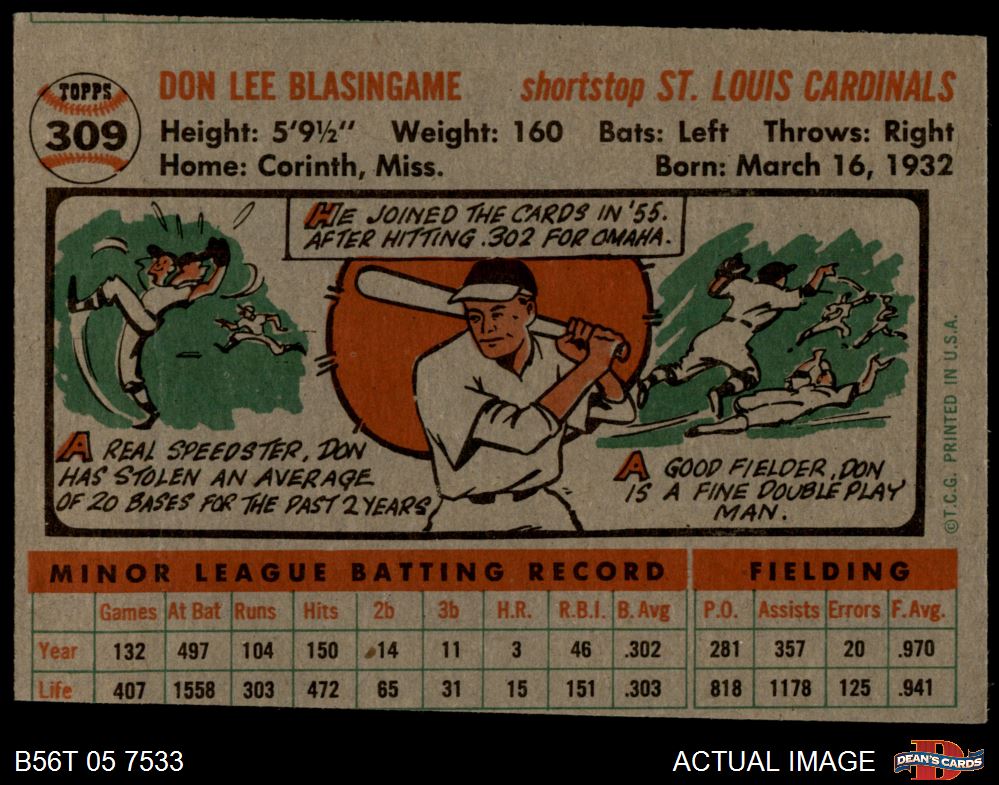 TOPPS
309
DON LEE BLASINGAME shortstop ST. LOUIS CARDINALS
Height: 5'9½" Weight: 160 Bats: Left Throws: Right
Home: Corinth, Miss. Born: March 16, 1932
HE JOINED THE CARDS IN '55.
AFTER HITTING .302 FOR OMAHA.
A REAL SPEEDSTER, DON
HAS STOLEN AN AVERAGE
OF 20 BASES FOR THE PAST 2 YEARS
A GOOD FIELDER, DON
IS A FINE DOUBLE PLAY
MAN.
©T.C.G. PRINTED IN U.S.A.
MINOR LEAGUE BATTING RECORD FIELDING
Games At Bat Runs Hits 2b 3b H.R. R.B.I. B. Avg P.O. Assists Errors F. Avg.
Year 132 497 104 150 14 11 3 46 .302 281 357 20 .970
Life 407 1558 303 472 65 31 15 151 .303 818 1178 125 .941
B56T 05 7533 ACTUAL IMAGE DEAN'S CARDS